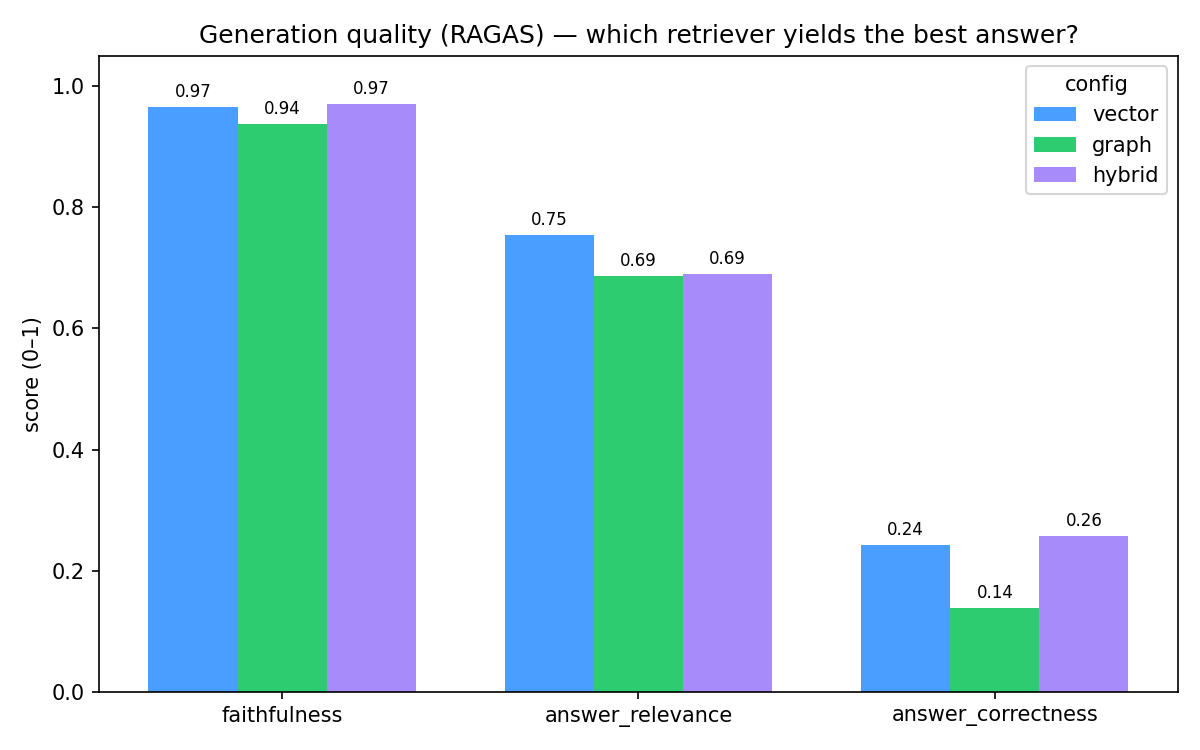 Generation quality (RAGAS) — which retriever yields the best answer?
config
vector
graph
hybrid
score (0–1)
1.0
0.8
0.6
0.4
0.2
0.0
0.97
0.94
0.97
0.75
0.69
0.69
0.24
0.14
0.26
faithfulness
answer_relevance
answer_correctness